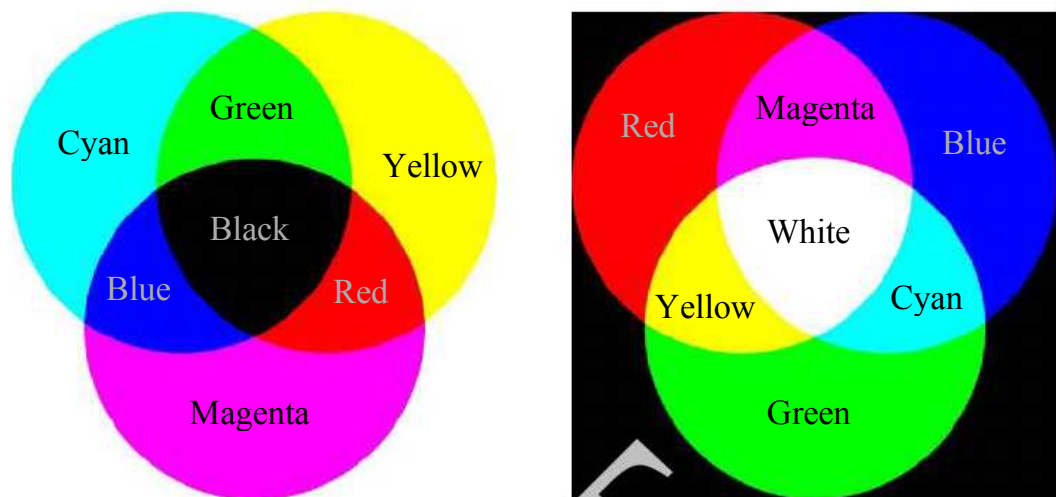 Green
Cyan
Yellow
Black
Blue
Red
Magenta
Magenta
Red
Blue
White
Yellow
Cyan
Green